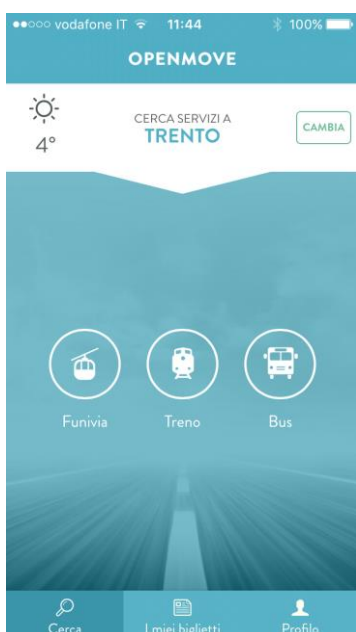 vodafone IT 11:44 100%
OPENMOVE
4°
CERCA SERVIZI A
TRENTO
CAMBIA
Funivia Treno Bus
Cerca I miei biglietti Profilo